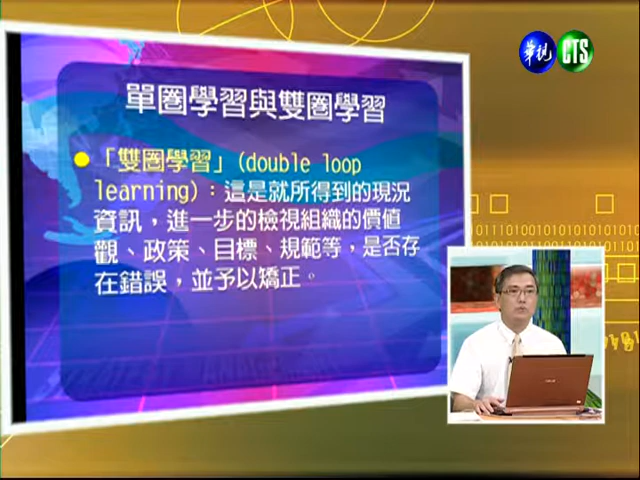 華視 CTS
單圈學習與雙圈學習
「雙圈學習」(double loop
learning)：這是就所得到的現況
資訊，進一步的檢視組織的價值
觀、政策、目標、規範等，是否存
在錯誤，並予以矯正。